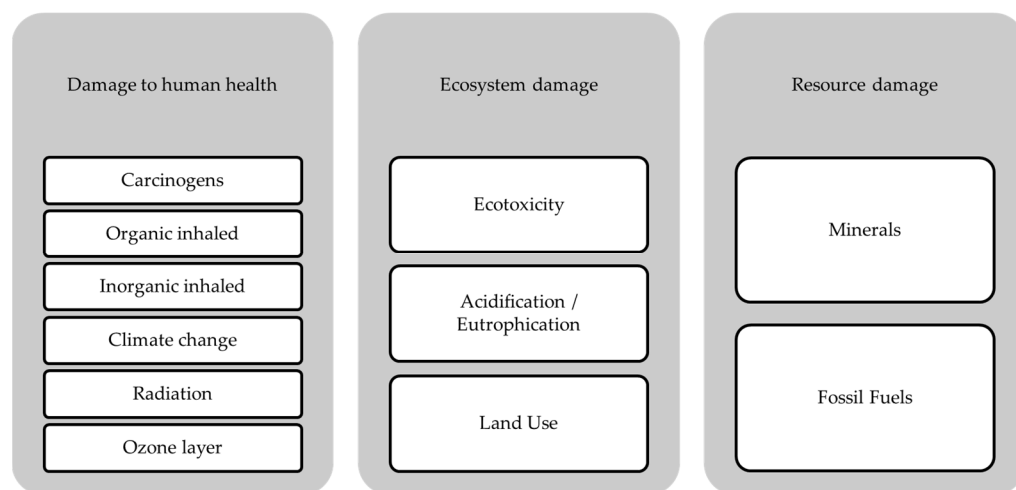 Damage to human health
Carcinogens
Organic inhaled
Inorganic inhaled
Climate change
Radiation
Ozone layer
Ecosystem damage
Ecotoxicity
Acidification /
Eutrophication
Land Use
Resource damage
Minerals
Fossil Fuels